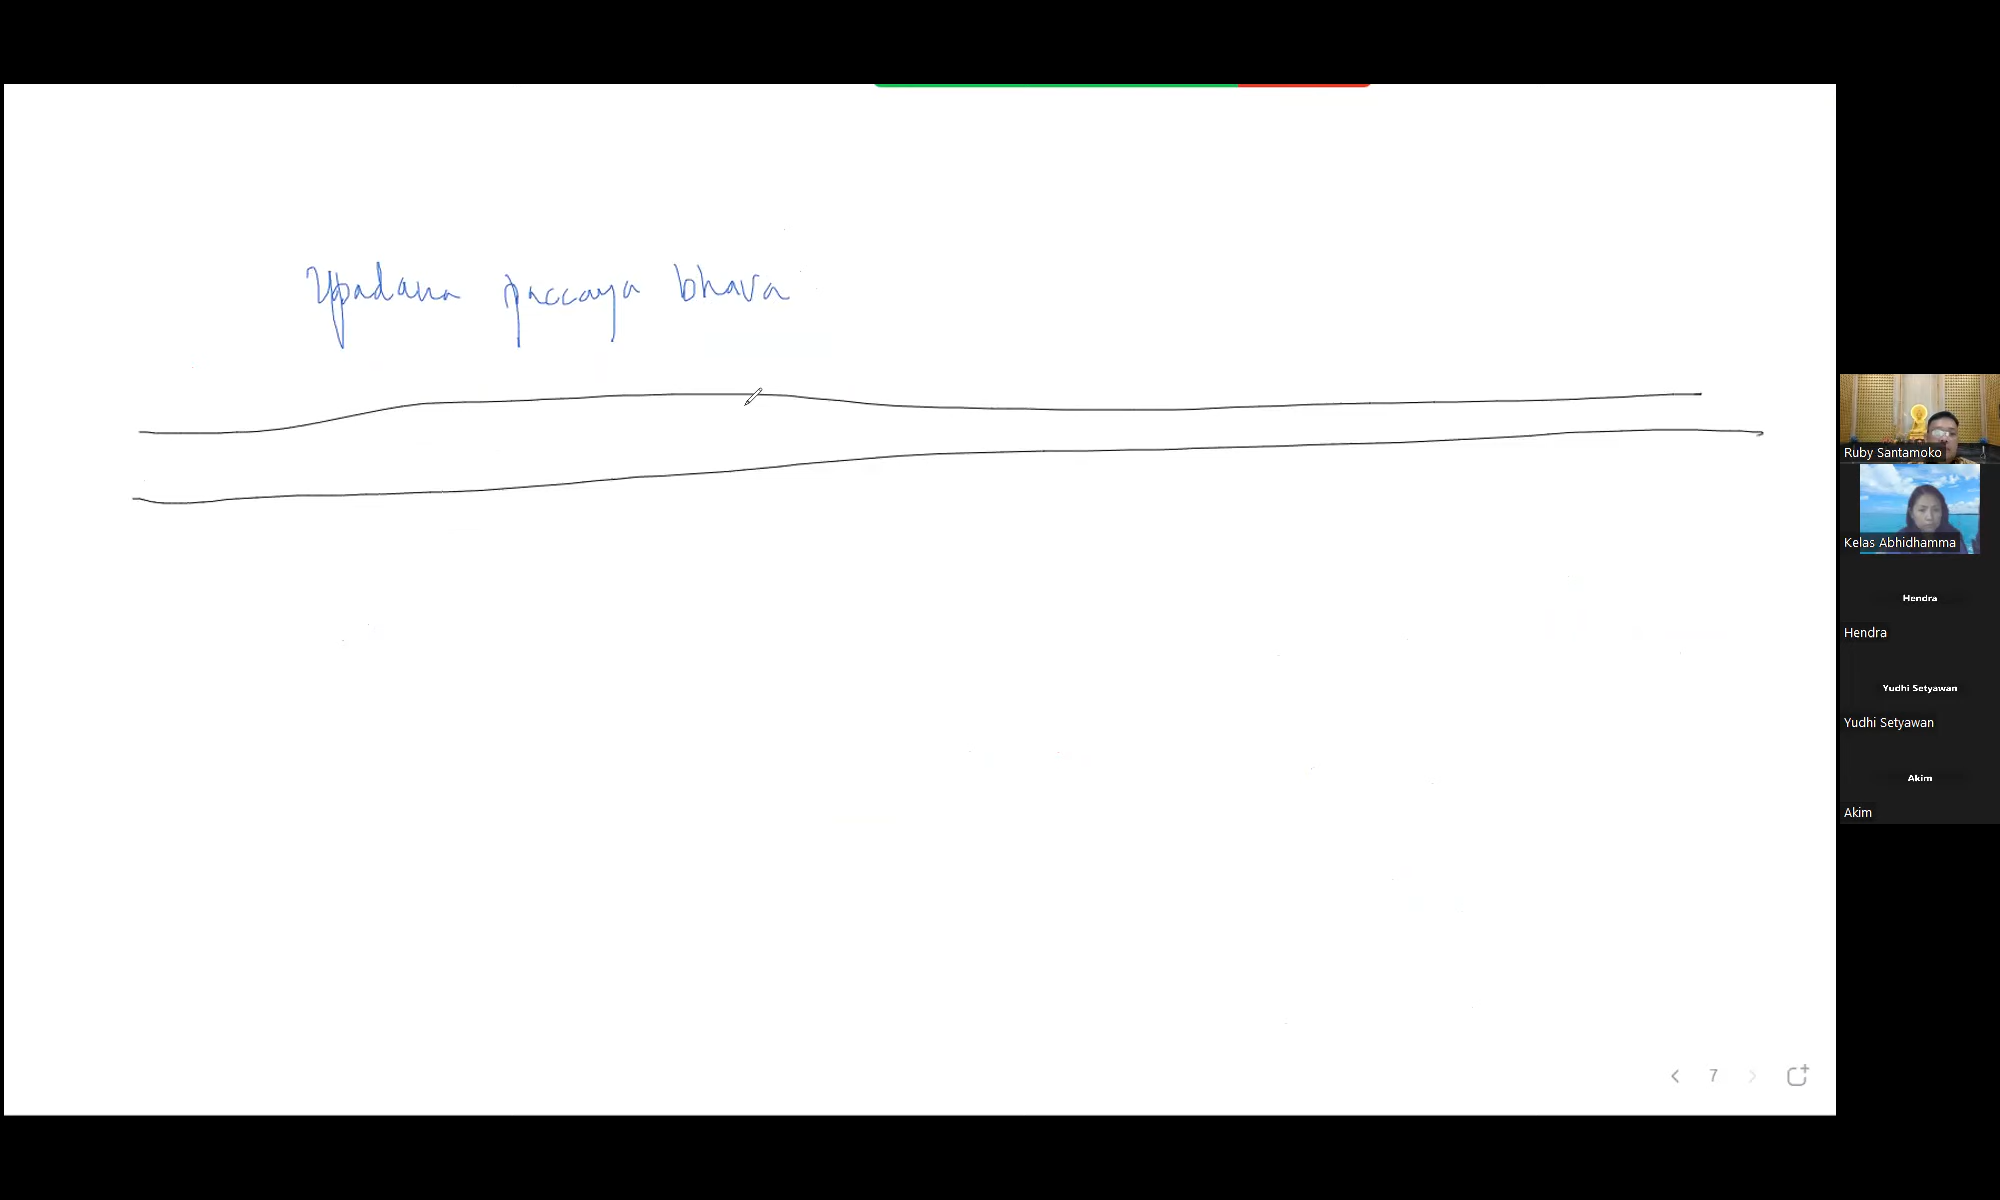 Upadana paccaya bhava
Ruby Santamoko
Kelas Abhidhamma
Hendra
Hendra
Yudhi Setyawan
Yudhi Setyawan
Akim
Akim
7